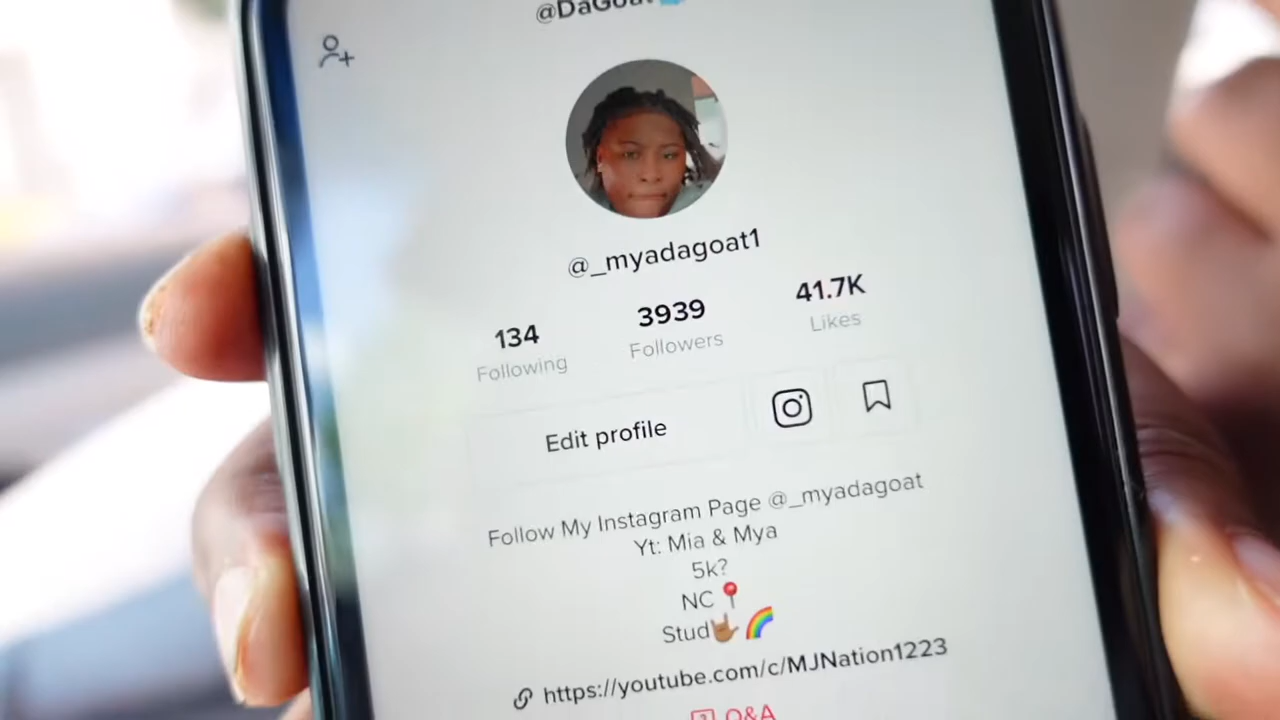 @DaGoat
@_myadagoat1
134 3939 41.7K
Following Followers Likes
Edit profile
Follow My Instagram Page @_myadagoat
Yt: Mia & Mya
5k?
NC📍
Stud🤟🏽🌈
https://youtube.com/c/MJNation1223
Q&A